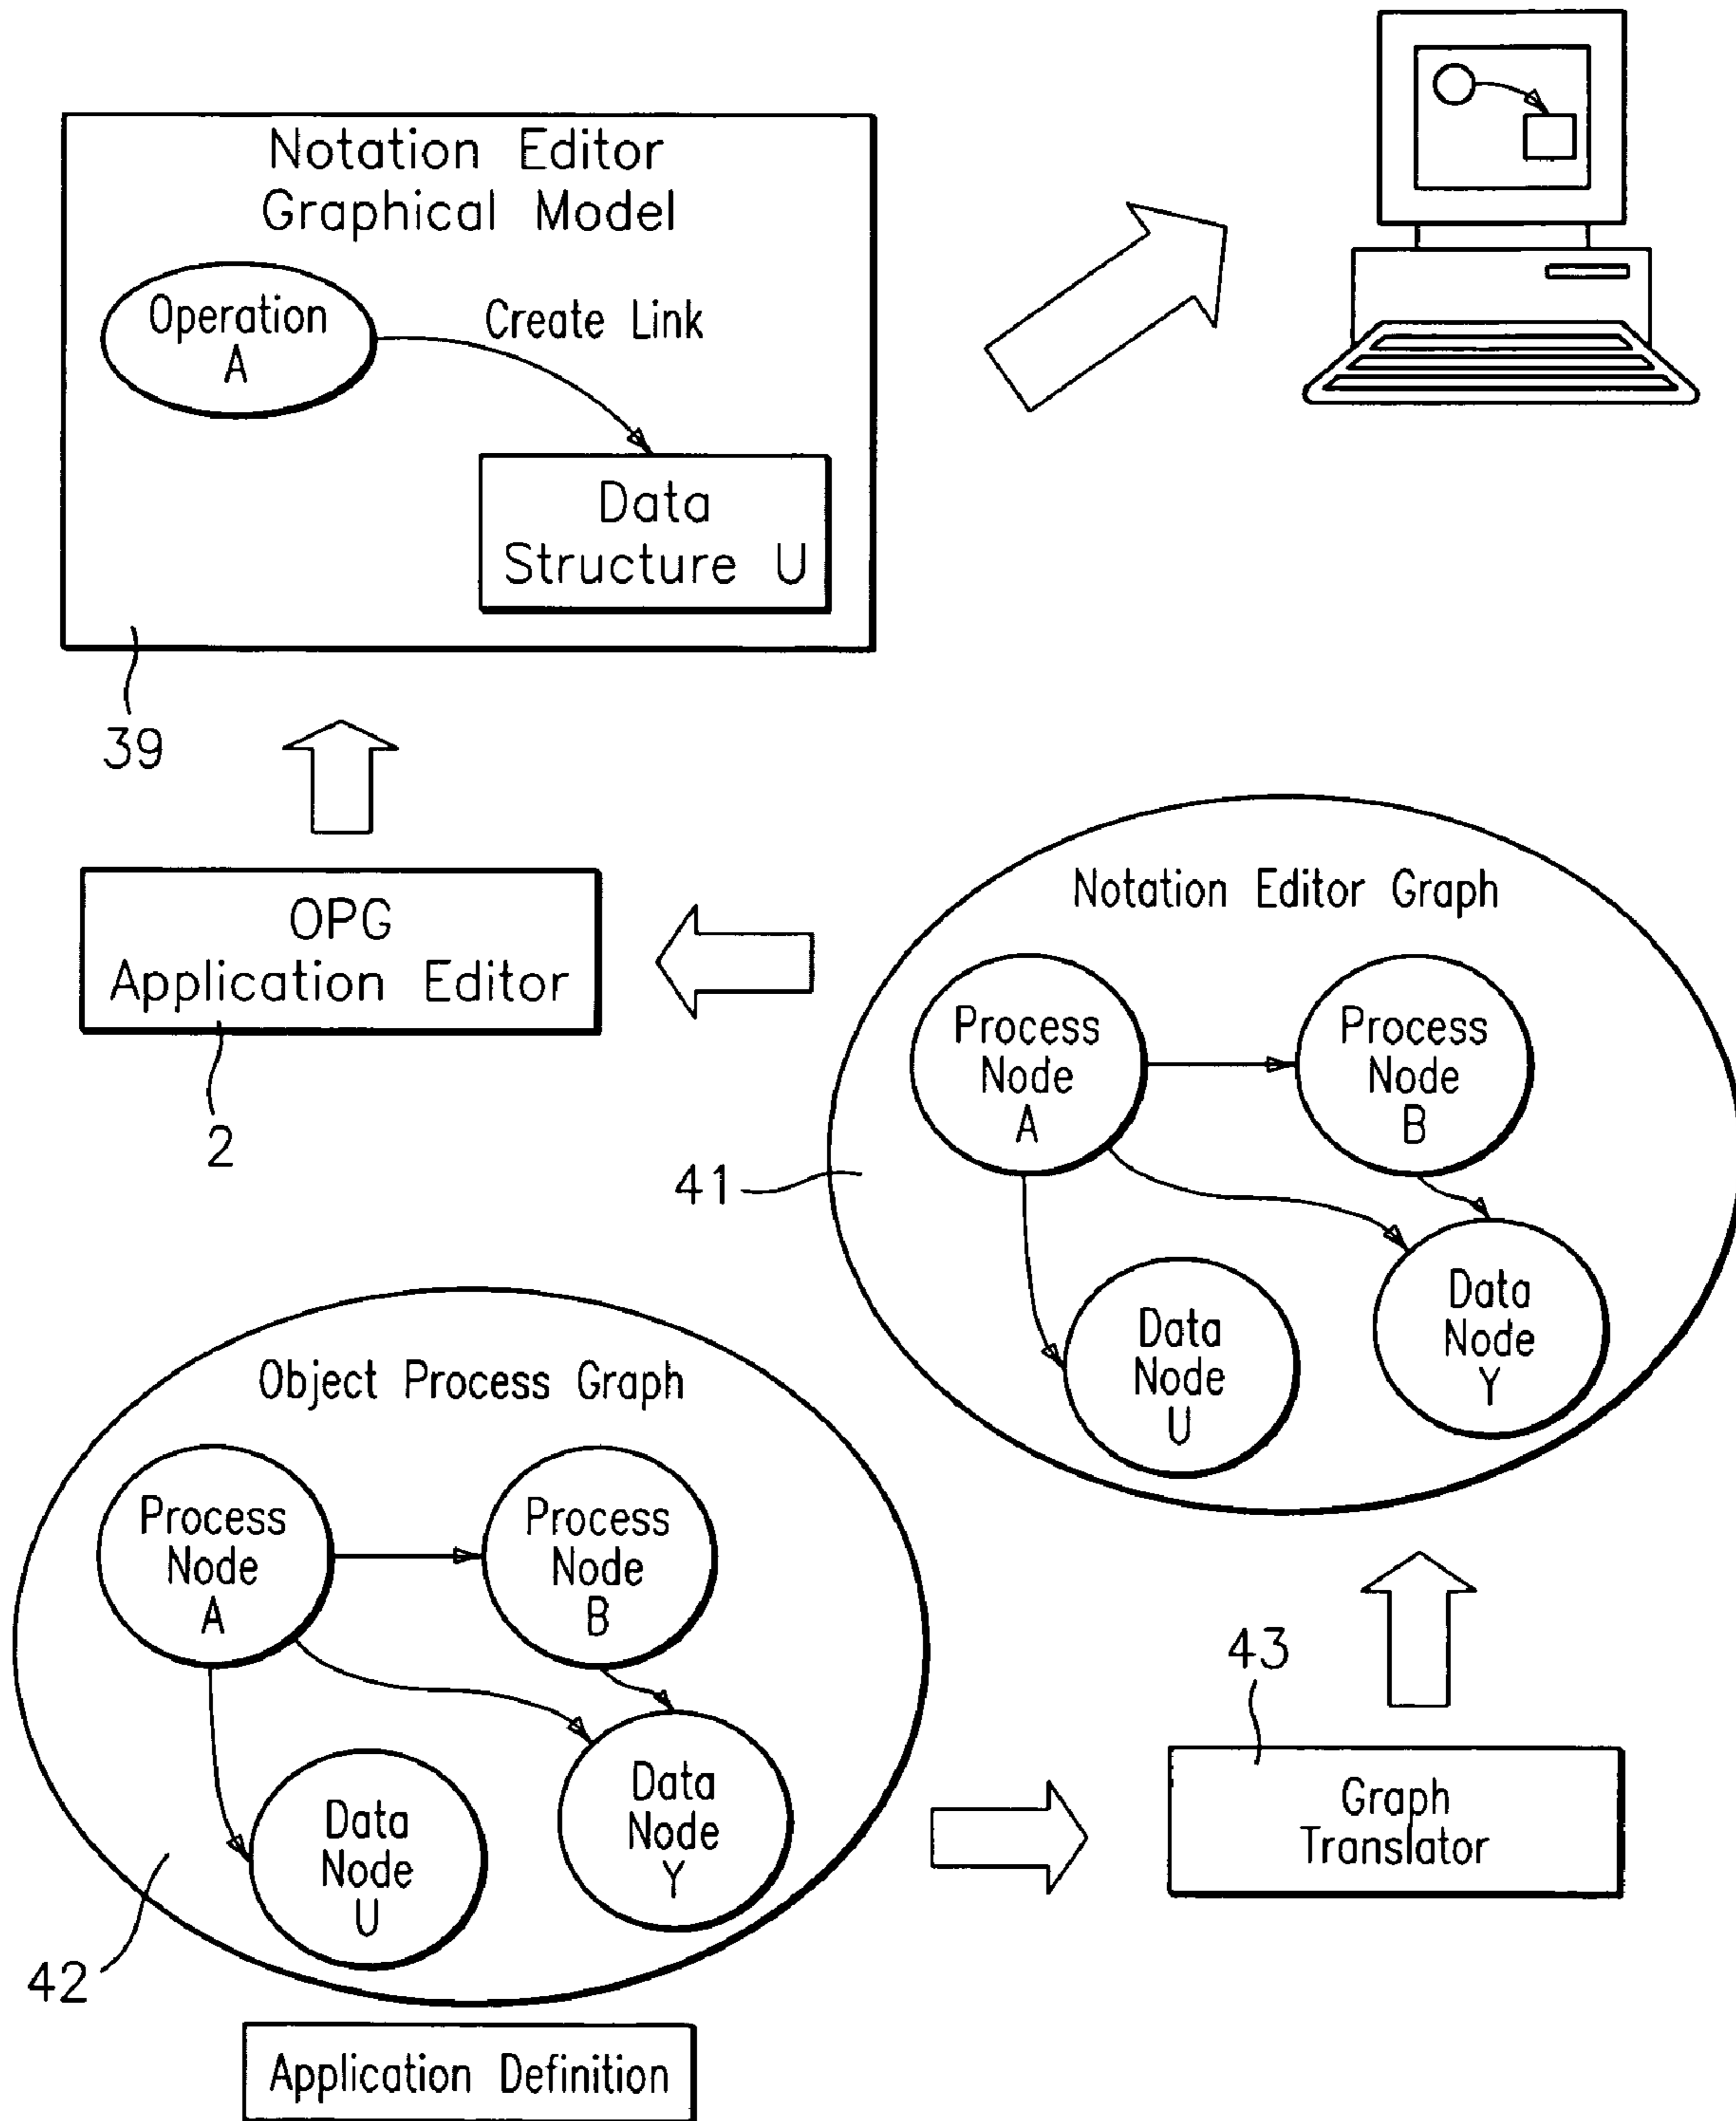 Notation Editor
Graphical Model
Operation
A
Create Link
Data
Structure U
39
OPG
Application Editor
2
Notation Editor Graph
Process
Node
A
Process
Node
B
41
Data
Node
U
Data
Node
Y
Object Process Graph
Process
Node
A
Process
Node
B
Data
Node
U
Data
Node
Y
42
43
Graph
Translator
Application Definition